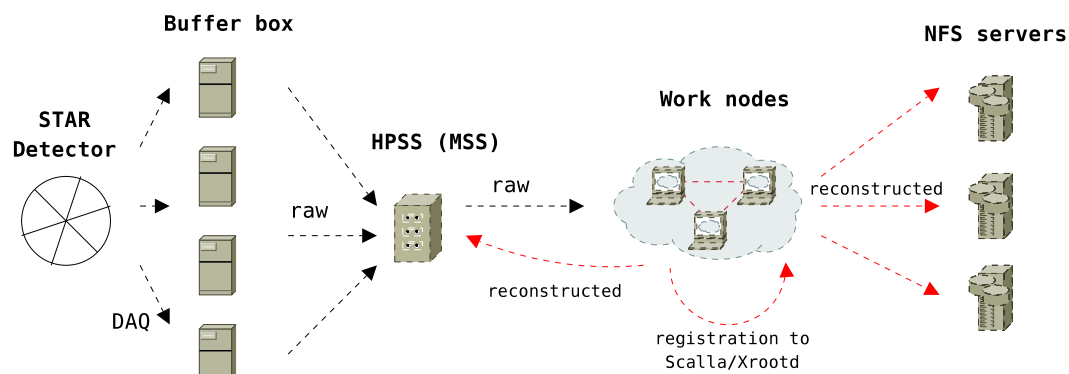 Buffer box
NFS servers
STAR
Detector
HPSS (MSS)
Work nodes
raw
raw
reconstructed
DAQ
reconstructed
registration to
Scalla/Xrootd